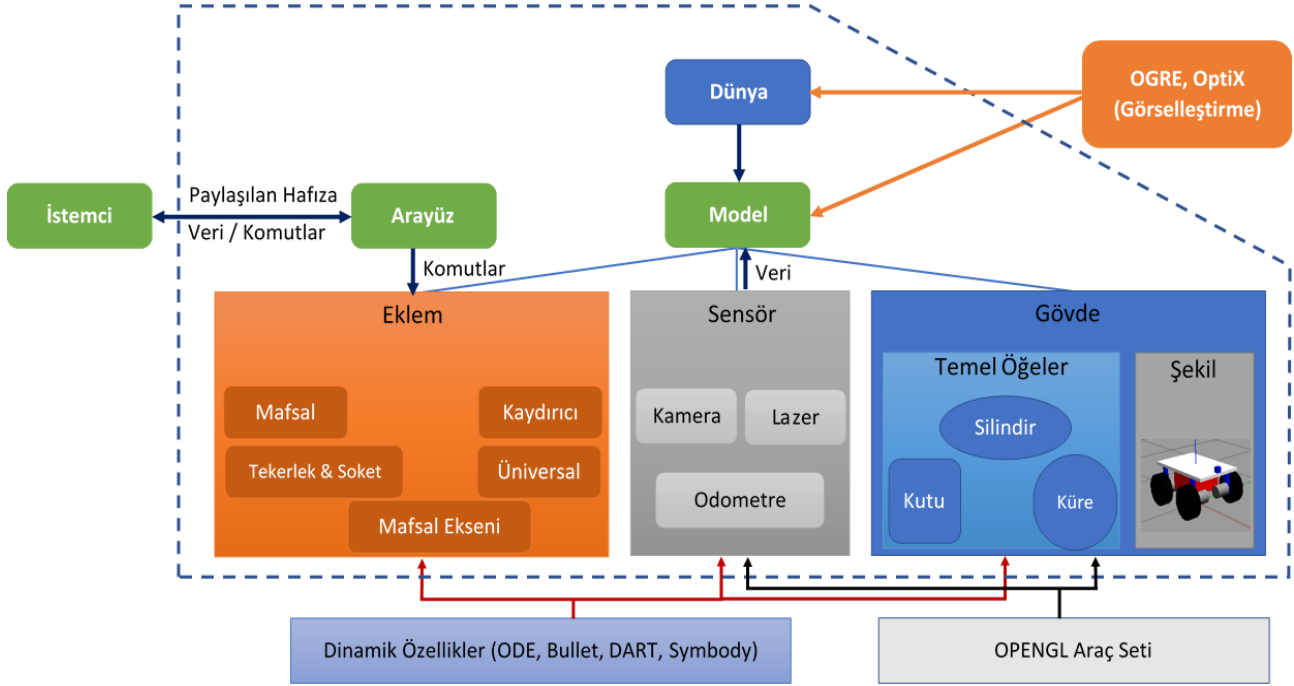 Dünya
OGRE, OptiX
(Görselleştirme)
İstemci
Paylaşılan Hafıza
Veri / Komutlar
Arayüz
Model
Komutlar
Veri
Eklem
Mafsal
Kaydırıcı
Tekerlek & Soket
Üniversal
Mafsal Ekseni
Sensör
Kamera
Lazer
Odometre
Gövde
Temel Öğeler
Silindir
Kutu
Küre
Şekil
Dinamik Özellikler (ODE, Bullet, DART, Symbody)
OPENGL Araç Seti